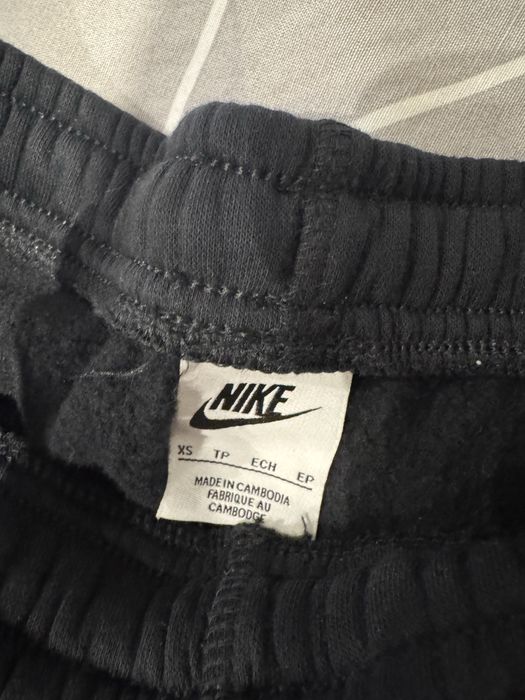 NIKE
XS TP ECH EP
MADE IN CAMBODIA
FABRIQUE AU
CAMBODGE